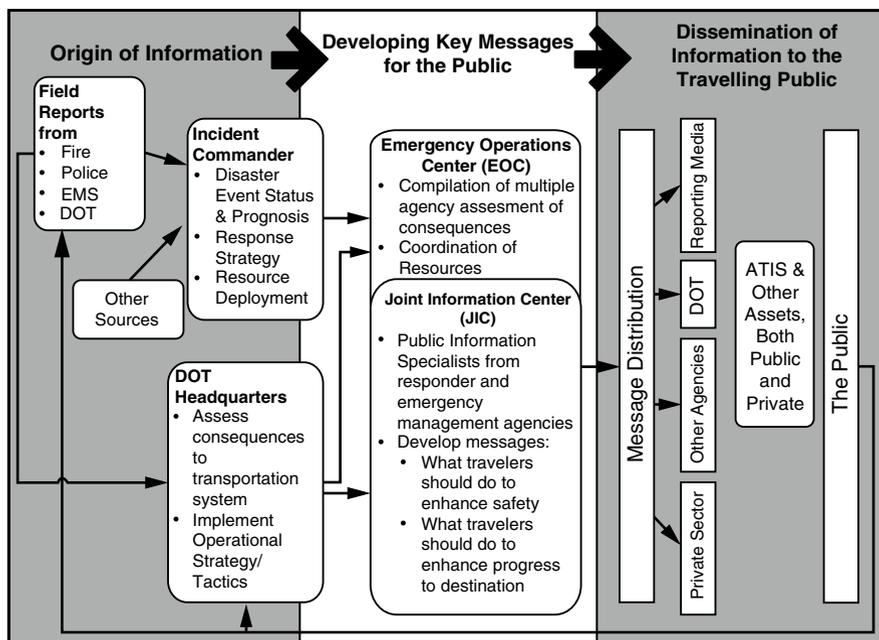 Origin of Information
Developing Key Messages
for the Public
Dissemination of
Information to the
Travelling Public
Field
Reports
from
• Fire
• Police
• EMS
• DOT
Other
Sources
Incident
Commander
• Disaster
Event Status
& Prognosis
• Response
Strategy
• Resource
Deployment
DOT
Headquarters
• Assess
consequences
to
transportation
system
• Implement
Operational
Strategy/
Tactics
Emergency Operations
Center (EOC)
• Compilation of multiple
agency assesment of
consequences
• Coordination of
Resources
Joint Information Center
(JIC)
• Public Information
Specialists from
responder and
emergency
management agencies
• Develop messages:
• What travelers
should do to
enhance safety
• What travelers
should do to
enhance progress
to destination
Message Distribution
Reporting Media
DOT
Other Agencies
Private Sector
ATIS &
Other
Assets,
Both
Public
and
Private
The Public